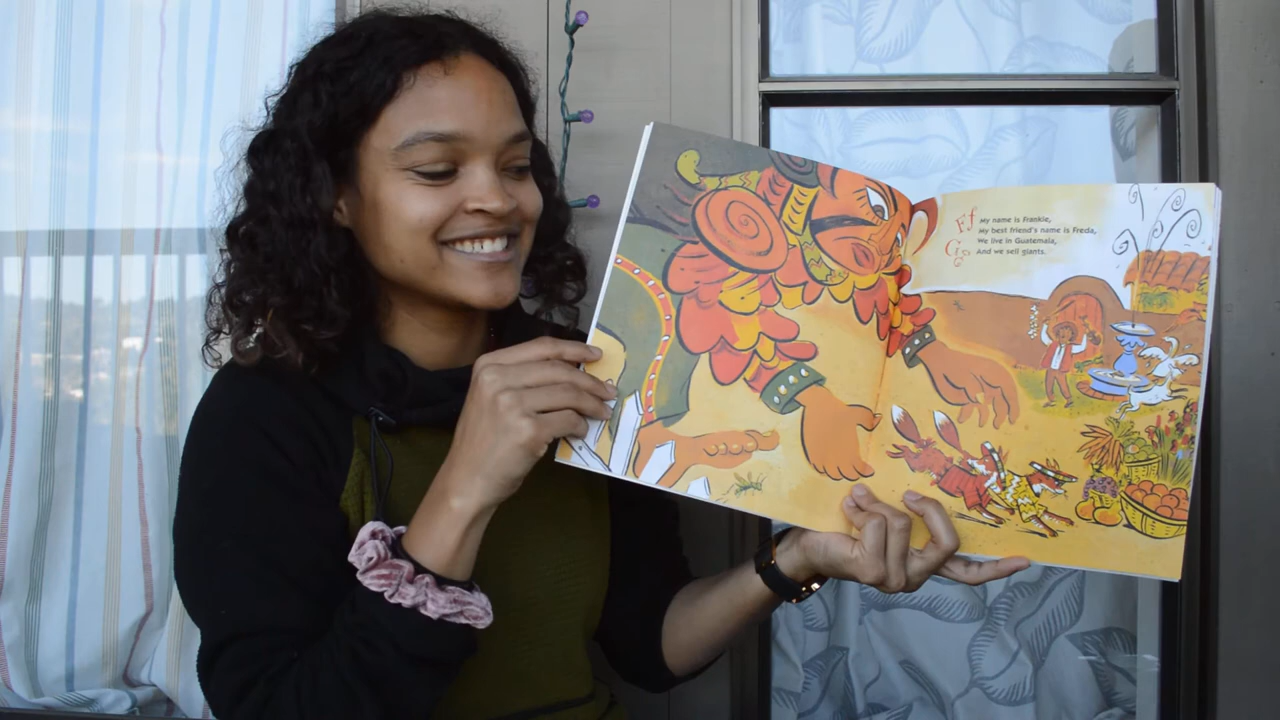 Ff
My name is Frankie,
My best friend's name is Freda,
Gg
We live in Guatemala,
And we sell giants.